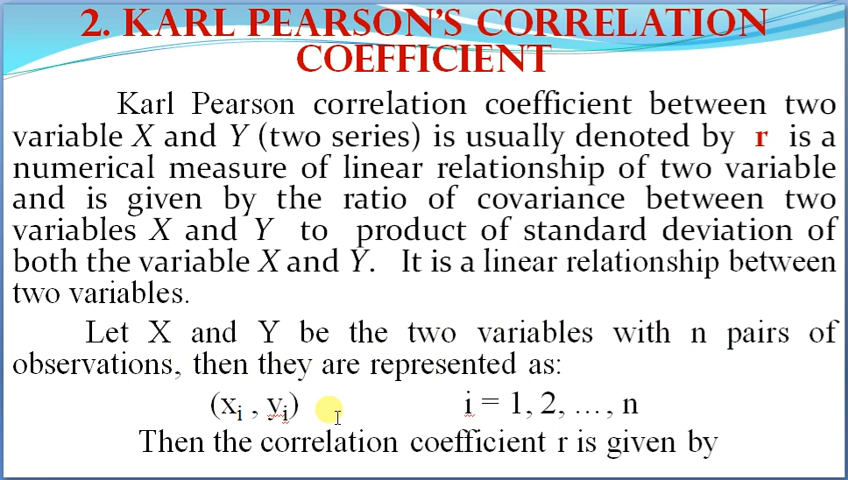 2. KARL PEARSON'S CORRELATION
COEFFICIENT
Karl Pearson correlation coefficient between two
variable X and Y (two series) is usually denoted by r is a
numerical measure of linear relationship of two variable
and is given by the ratio of covariance between two
variables X and Y to product of standard deviation of
both the variable X and Y. It is a linear relationship between
two variables.
Let X and Y be the two variables with n pairs of
observations, then they are represented as:
(xi , yi) i = 1, 2, ..., n
Then the correlation coefficient r is given by